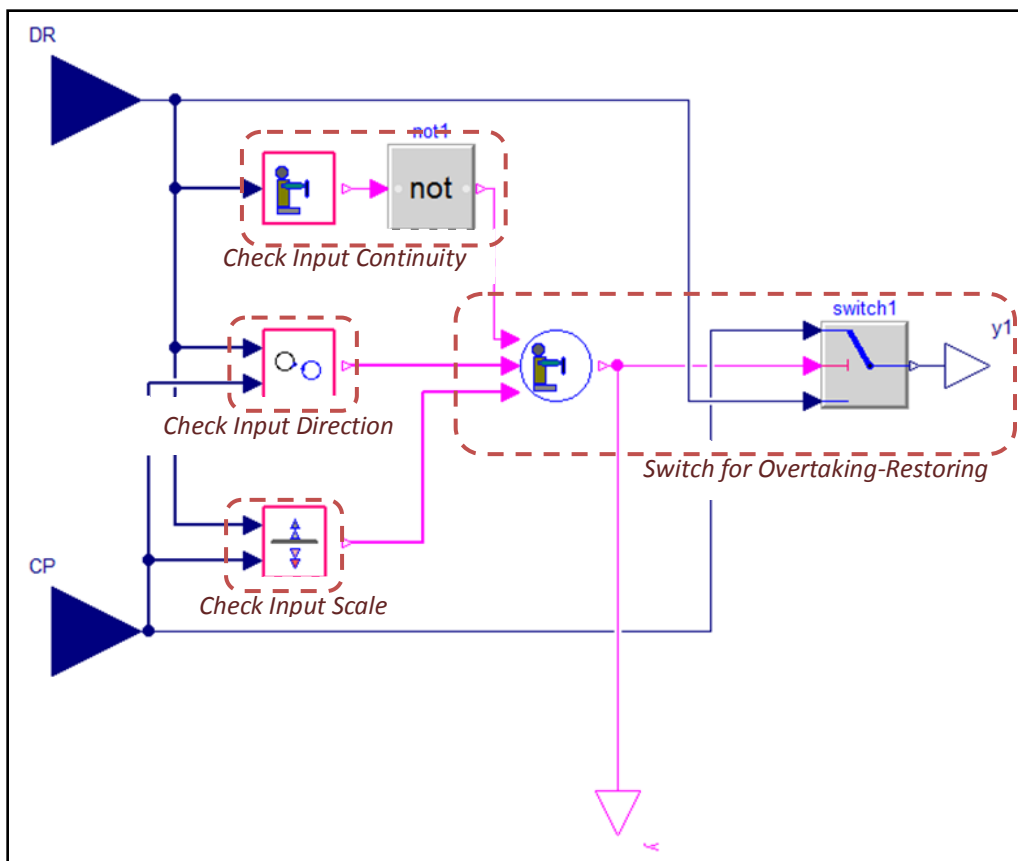 DR
not1
not
Check Input Continuity
switch1
y1
Check Input Direction
Switch for Overtaking-Restoring
CP
Check Input Scale
y